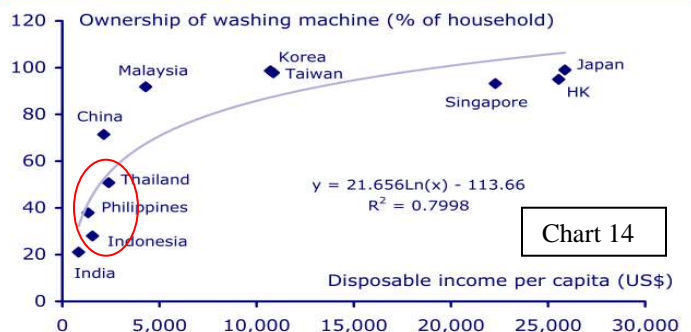 Ownership of washing machine (% of household)
120
100
80
60
40
20
0
Korea
Taiwan
Malaysia
Japan
HK
Singapore
China
Thailand
Philippines
Indonesia
India
y = 21.656Ln(x) - 113.66
R² = 0.7998
Chart 14
Disposable income per capita (US$)
0 5,000 10,000 15,000 20,000 25,000 30,000